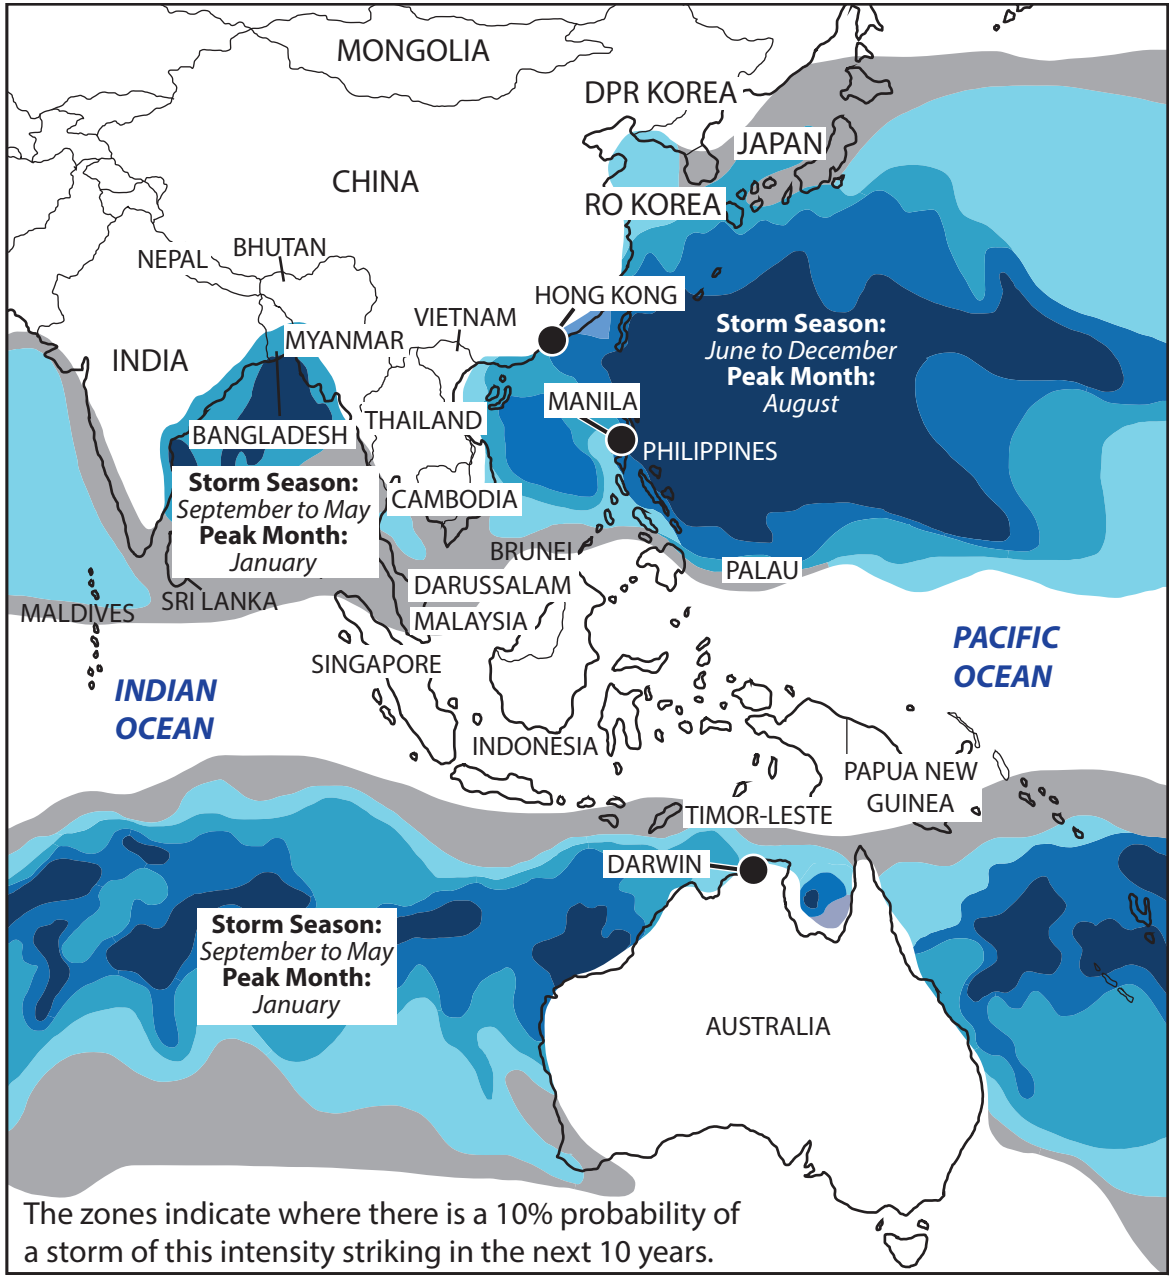 MONGOLIA
DPR KOREA
JAPAN
CHINA
RO KOREA
BHUTAN
NEPAL
HONG KONG
VIETNAM
MYANMAR
INDIA
Storm Season:
June to December
Peak Month:
August
MANILA
THAILAND
BANGLADESH
PHILIPPINES
Storm Season:
September to May
Peak Month:
January
CAMBODIA
BRUNEI
DARUSSALAM
PALAU
SRI LANKA
MALDIVES
MALAYSIA
PACIFIC
OCEAN
SINGAPORE
INDIAN
OCEAN
INDONESIA
PAPUA NEW
GUINEA
TIMOR-LESTE
DARWIN
Storm Season:
September to May
Peak Month:
January
AUSTRALIA
The zones indicate where there is a 10% probability of
a storm of this intensity striking in the next 10 years.